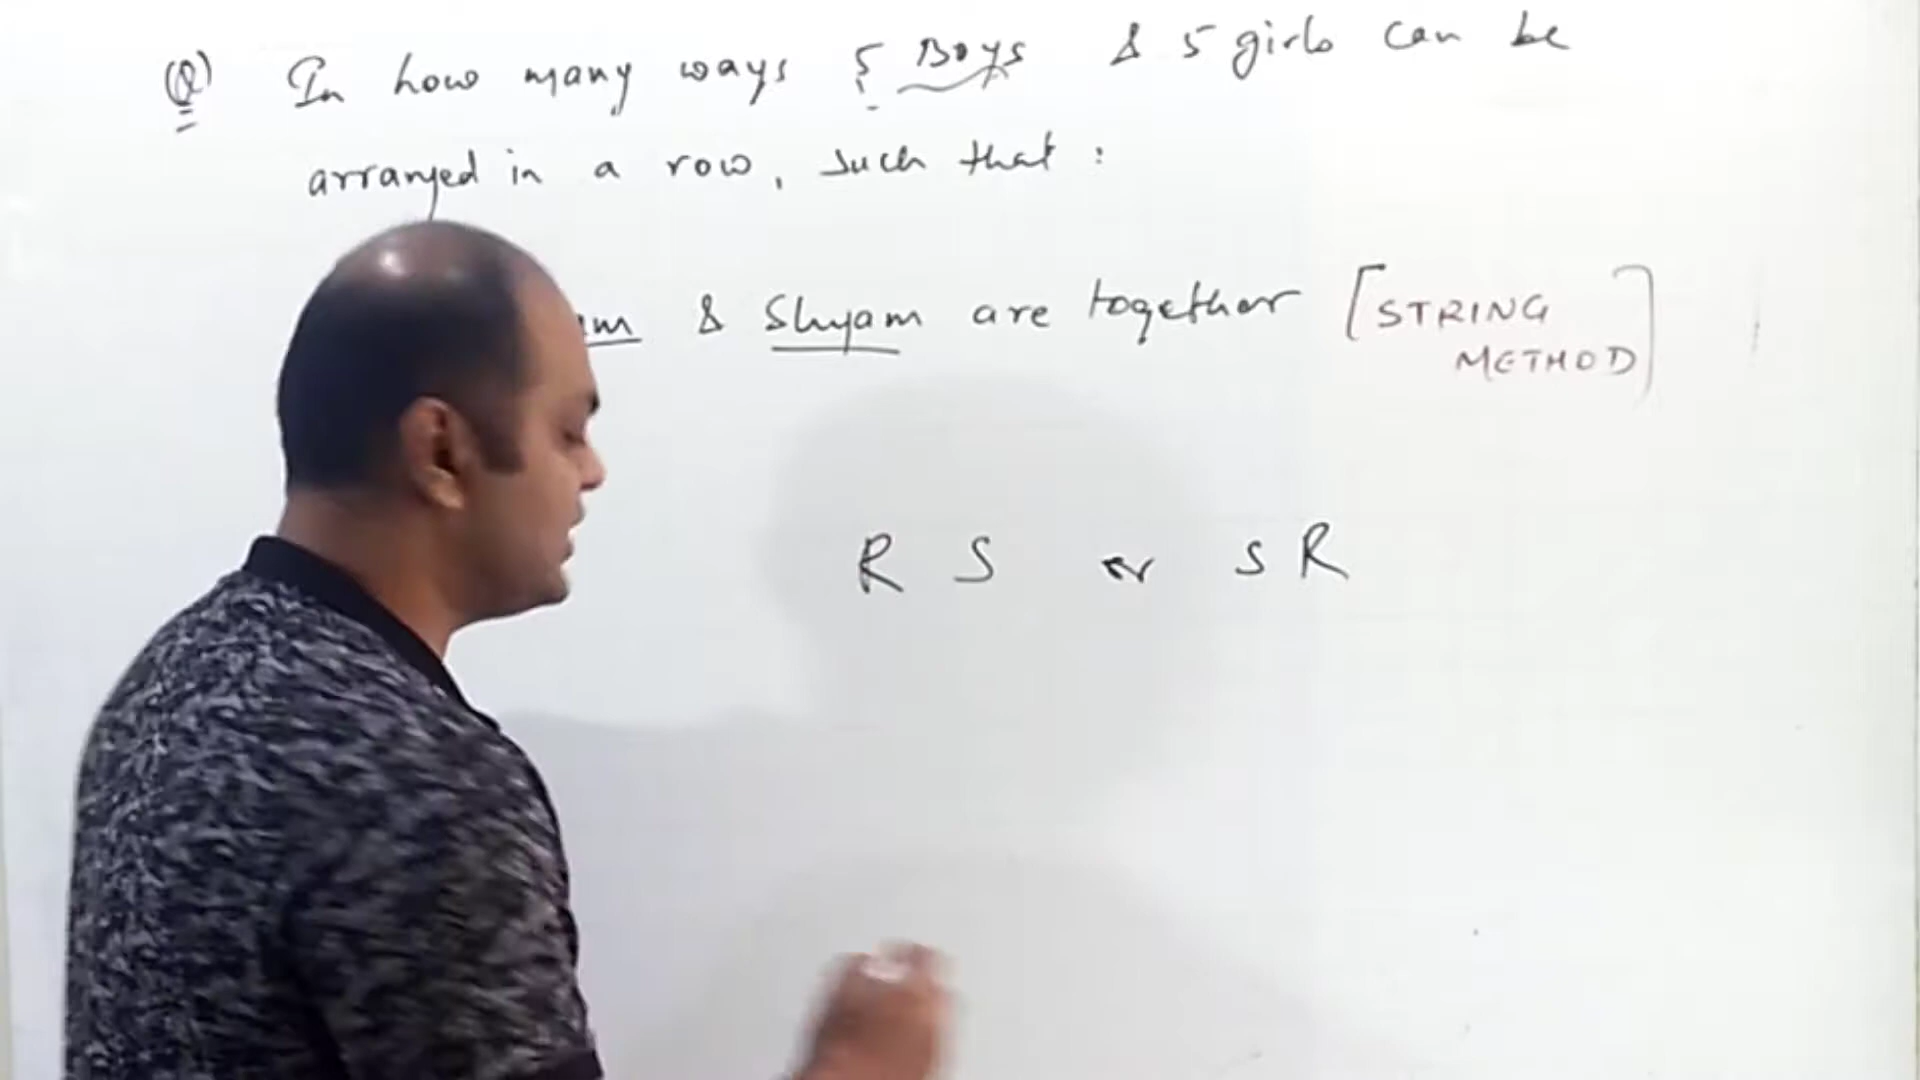 Q) In how many ways 5 Boys & 5 girls can be
arranged in a row, such that :
& Shyam are together [STRING
METHOD]
R S or S R